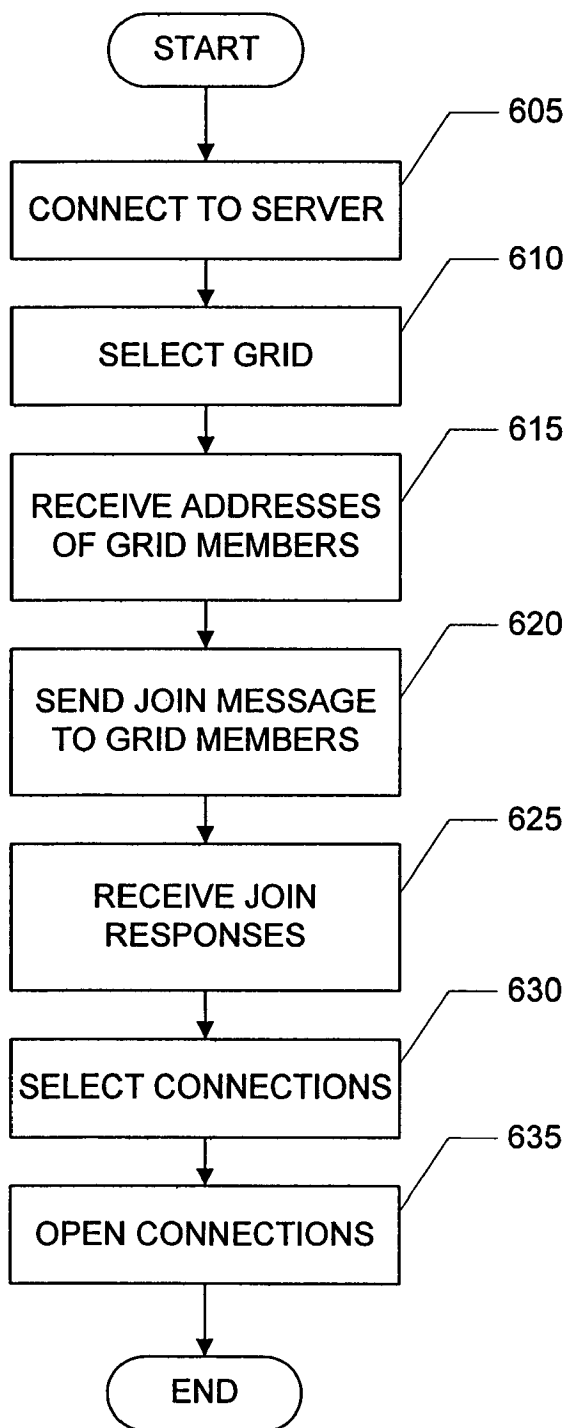 START
605
CONNECT TO SERVER
610
SELECT GRID
615
RECEIVE ADDRESSES
OF GRID MEMBERS
620
SEND JOIN MESSAGE
TO GRID MEMBERS
625
RECEIVE JOIN
RESPONSES
630
SELECT CONNECTIONS
635
OPEN CONNECTIONS
END